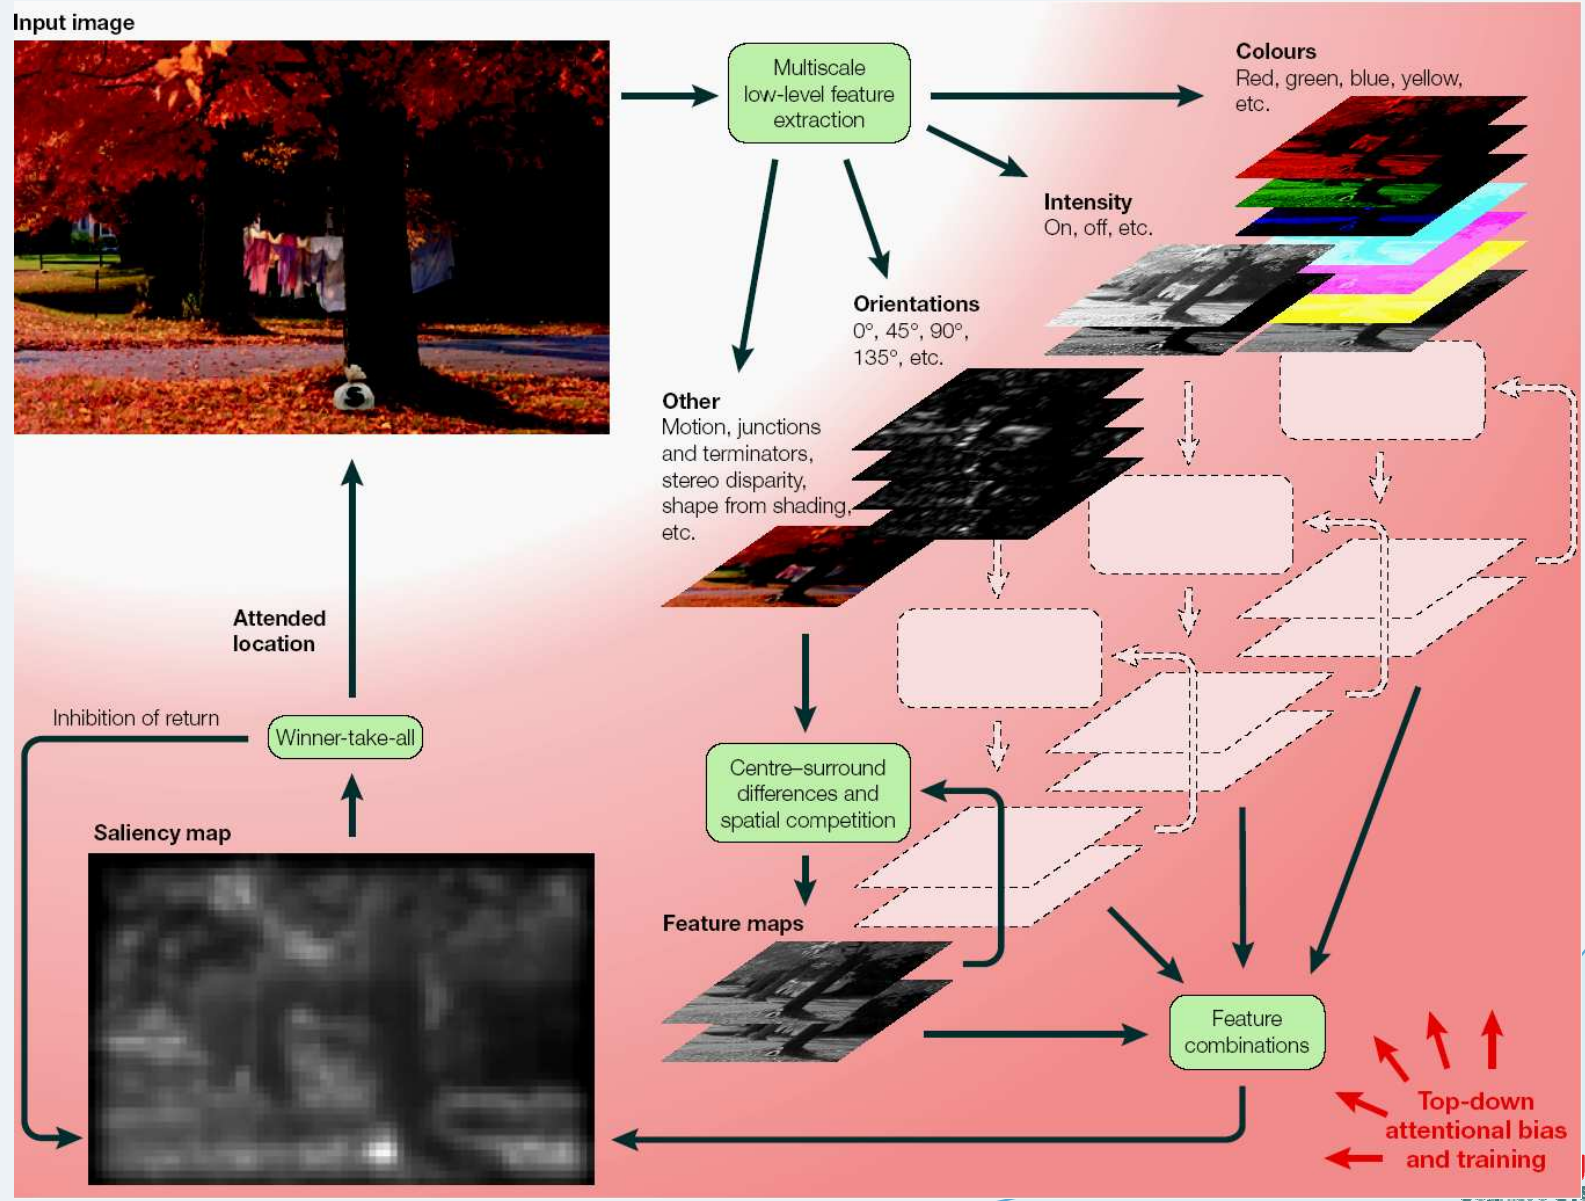 Input image
Multiscale
low-level feature
extraction
Colours
Red, green, blue, yellow,
etc.
Intensity
On, off, etc.
Orientations
0°, 45°, 90°,
135°, etc.
Other
Motion, junctions
and terminators,
stereo disparity,
shape from shading,
etc.
S
Attended
location
Inhibition of return
Winner-take-all
Centre–surround
differences and
spatial competition
Saliency map
Feature maps
Feature
combinations
Top-down
attentional bias
and training